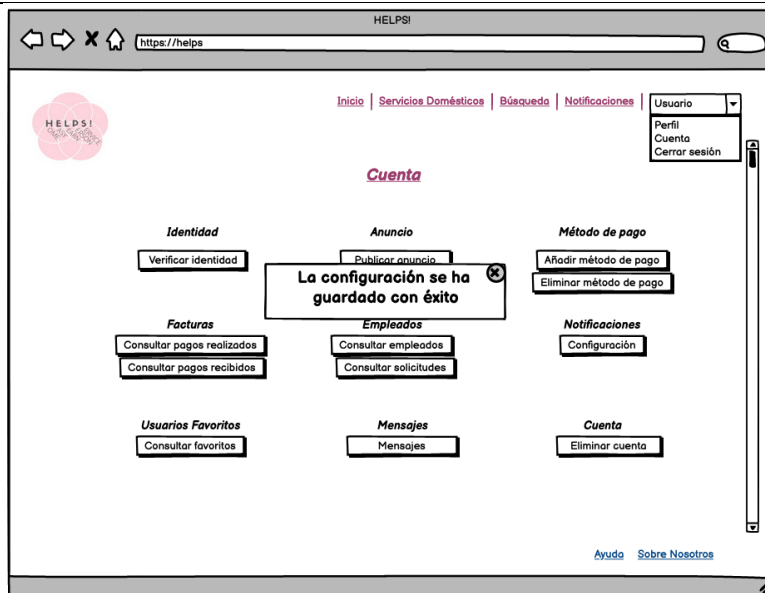 HELPS!
https://helps
HELPS!
Inicio | Servicios Domésticos | Búsqueda | Notificaciones | Usuario
Perfil
Cuenta
Cerrar sesión
Cuenta
Identidad
Verificar identidad
Anuncio
Publicar anuncio
Método de pago
Añadir método de pago
Eliminar método de pago
La configuración se ha
guardado con éxito
Facturas
Consultar pagos realizados
Consultar pagos recibidos
Empleados
Consultar empleados
Consultar solicitudes
Notificaciones
Configuración
Usuarios Favoritos
Consultar favoritos
Mensajes
Mensajes
Cuenta
Eliminar cuenta
Ayuda Sobre Nosotros